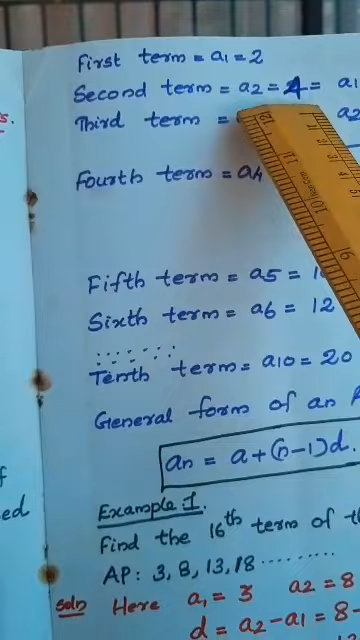 First term = a1 = 2
Second term = a2 = 4 = a1
Third term = a2
Fourth term = a4
Fifth term = a5 =
Sixth term = a6 = 12
..........
Tenth term = a10 = 20
General form of an
an = a+(n-1)d.
Example:1.
Find the 16th term of
AP: 3, 8, 13, 18 .........
ed
Soln Here a1 = 3 a2 = 8
d = a2 - a1 = 8-